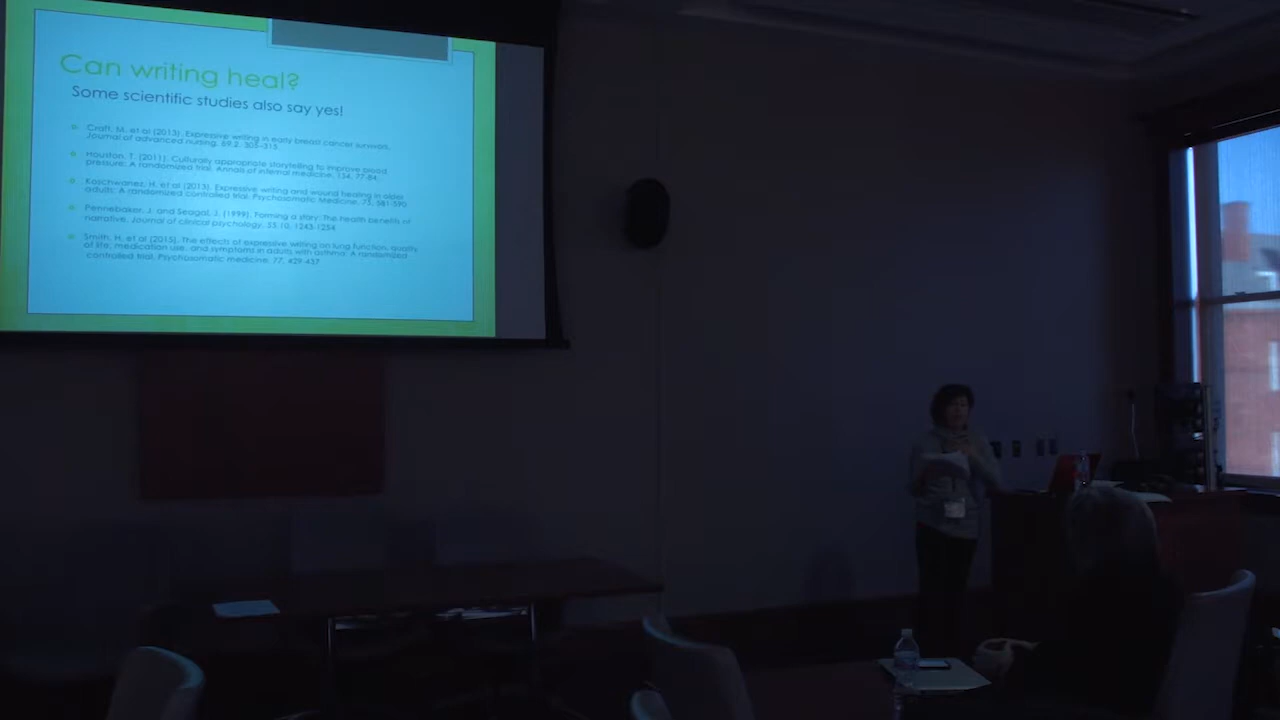 Can writing heal?
Some scientific studies also say yes!
Craft, M. et al (2013). Expressive writing in early breast cancer survivors.
Journal of advanced nursing. 69,2, 305-315
Houston, T. (2011). Culturally appropriate storytelling to improve blood
pressure: A randomized trial. Annals of internal medicine, 154, 77-84.
Koschwanez, H. et al (2013). Expressive writing and wound healing in older
adults: A randomized controlled trial. Psychosomatic Medicine, 75, 581-590
Pennebaker, J. and Seagal, J. (1999). Forming a story: The health benefits of
narrative. Journal of clinical psychology. 55 10, 1243-1254
Smith, H. et al (2015). The effects of expressive writing on lung function, quality
of life, medication use, and symptoms in adults with asthma: A randomized
controlled trial. Psychosomatic medicine, 77, 429-437